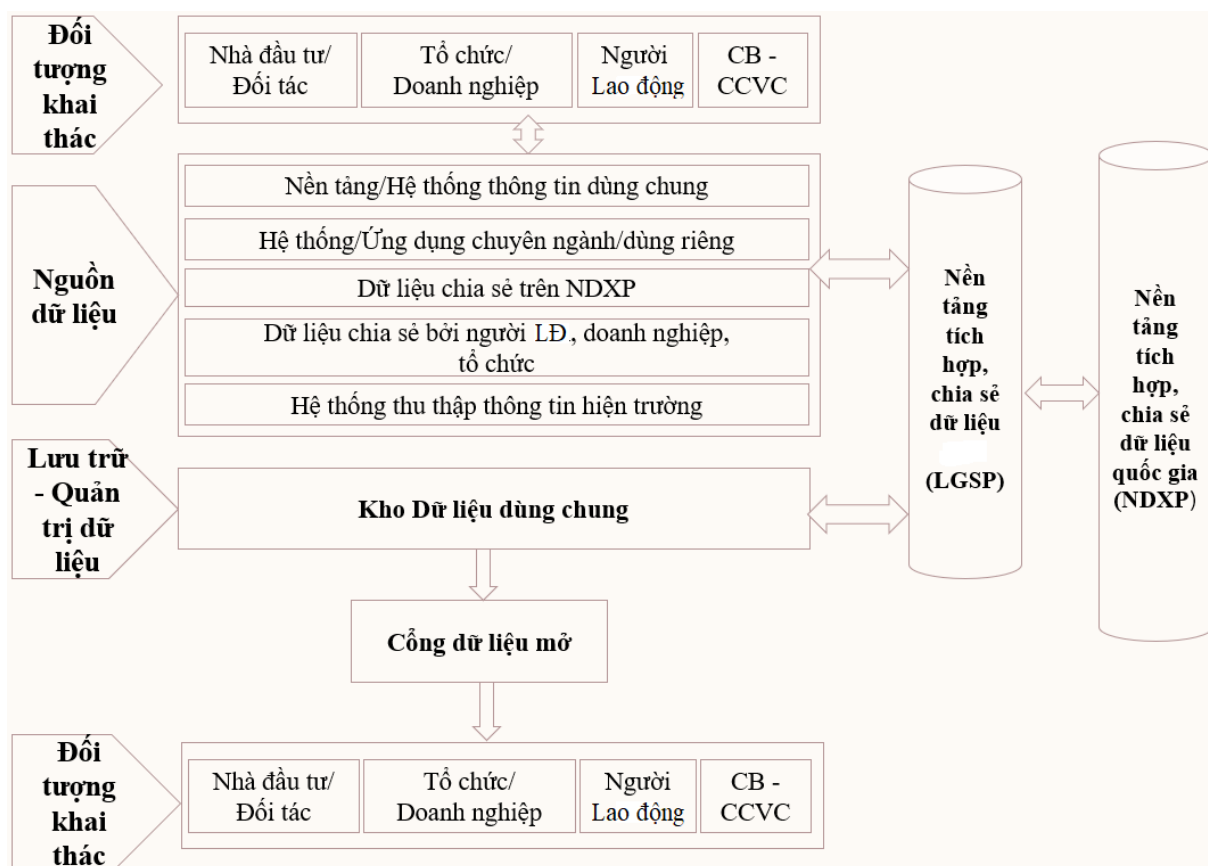 Đối
tượng
khai
thác
Nhà đầu tư/
Đối tác
Tổ chức/
Doanh nghiệp
Người
Lao động
CB -
CCVC
Nguồn
dữ liệu
Nền tảng/Hệ thống thông tin dùng chung
Hệ thống/Ứng dụng chuyên ngành/dùng riêng
Dữ liệu chia sẻ trên NDXP
Dữ liệu chia sẻ bởi người LĐ., doanh nghiệp,
tổ chức
Hệ thống thu thập thông tin hiện trường
Nền
tảng
tích
hợp,
chia sẻ
dữ liệu
(LGSP)
Nền
tảng
tích
hợp,
chia sẻ
dữ liệu
quốc gia
(NDXP)
Lưu trữ
- Quản
trị dữ
liệu
Kho Dữ liệu dùng chung
Cổng dữ liệu mở
Đối
tượng
khai
thác
Nhà đầu tư/
Đối tác
Tổ chức/
Doanh nghiệp
Người
Lao động
CB -
CCVC